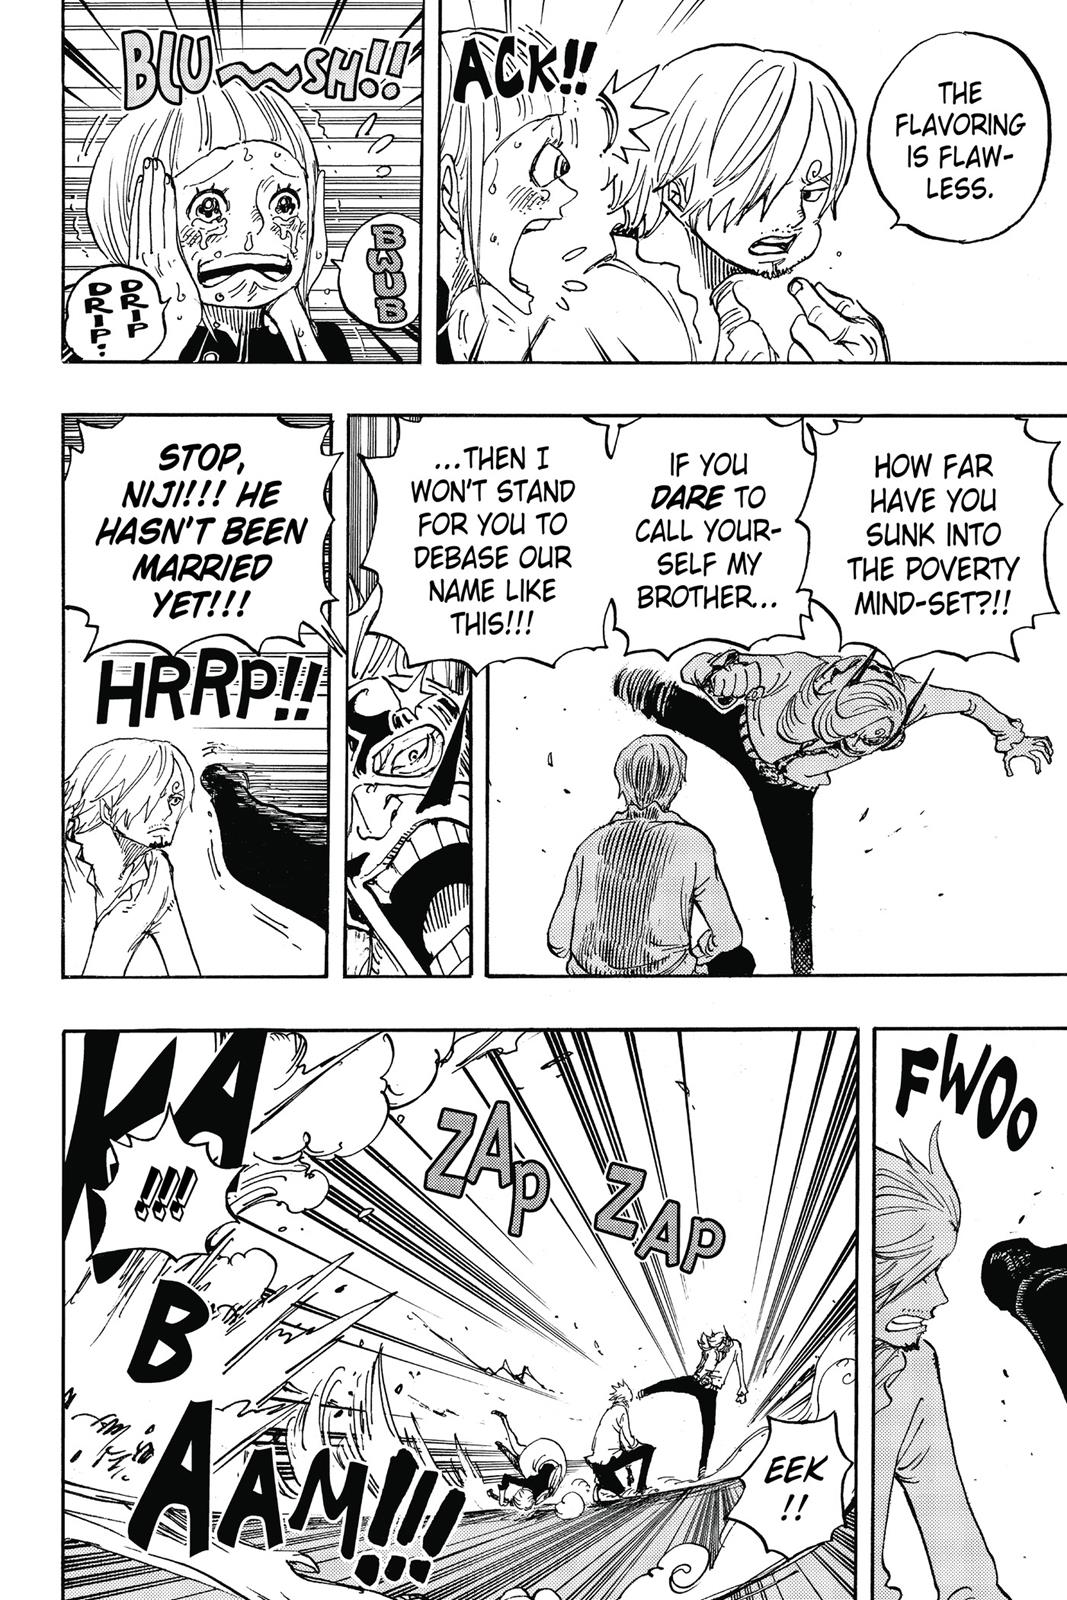 THE
FLAVORING
IS FLAW-
LESS.
ACK!!
BLU~SH!!
BWUB
DRIP
DRIP!
HOW FAR
HAVE YOU
SUNK INTO
THE POVERTY
MIND-SET?!!
IF YOU
DARE TO
CALL YOUR-
SELF MY
BROTHER...
...THEN I
WON'T STAND
FOR YOU TO
DEBASE OUR
NAME LIKE
THIS!!!
STOP,
NIJI!!! HE
HASN'T BEEN
MARRIED
YET!!!
HRRRP!!
FWOO
ZAP
ZAP
EEK
!!
KA
!!!
B
AAAM!!!